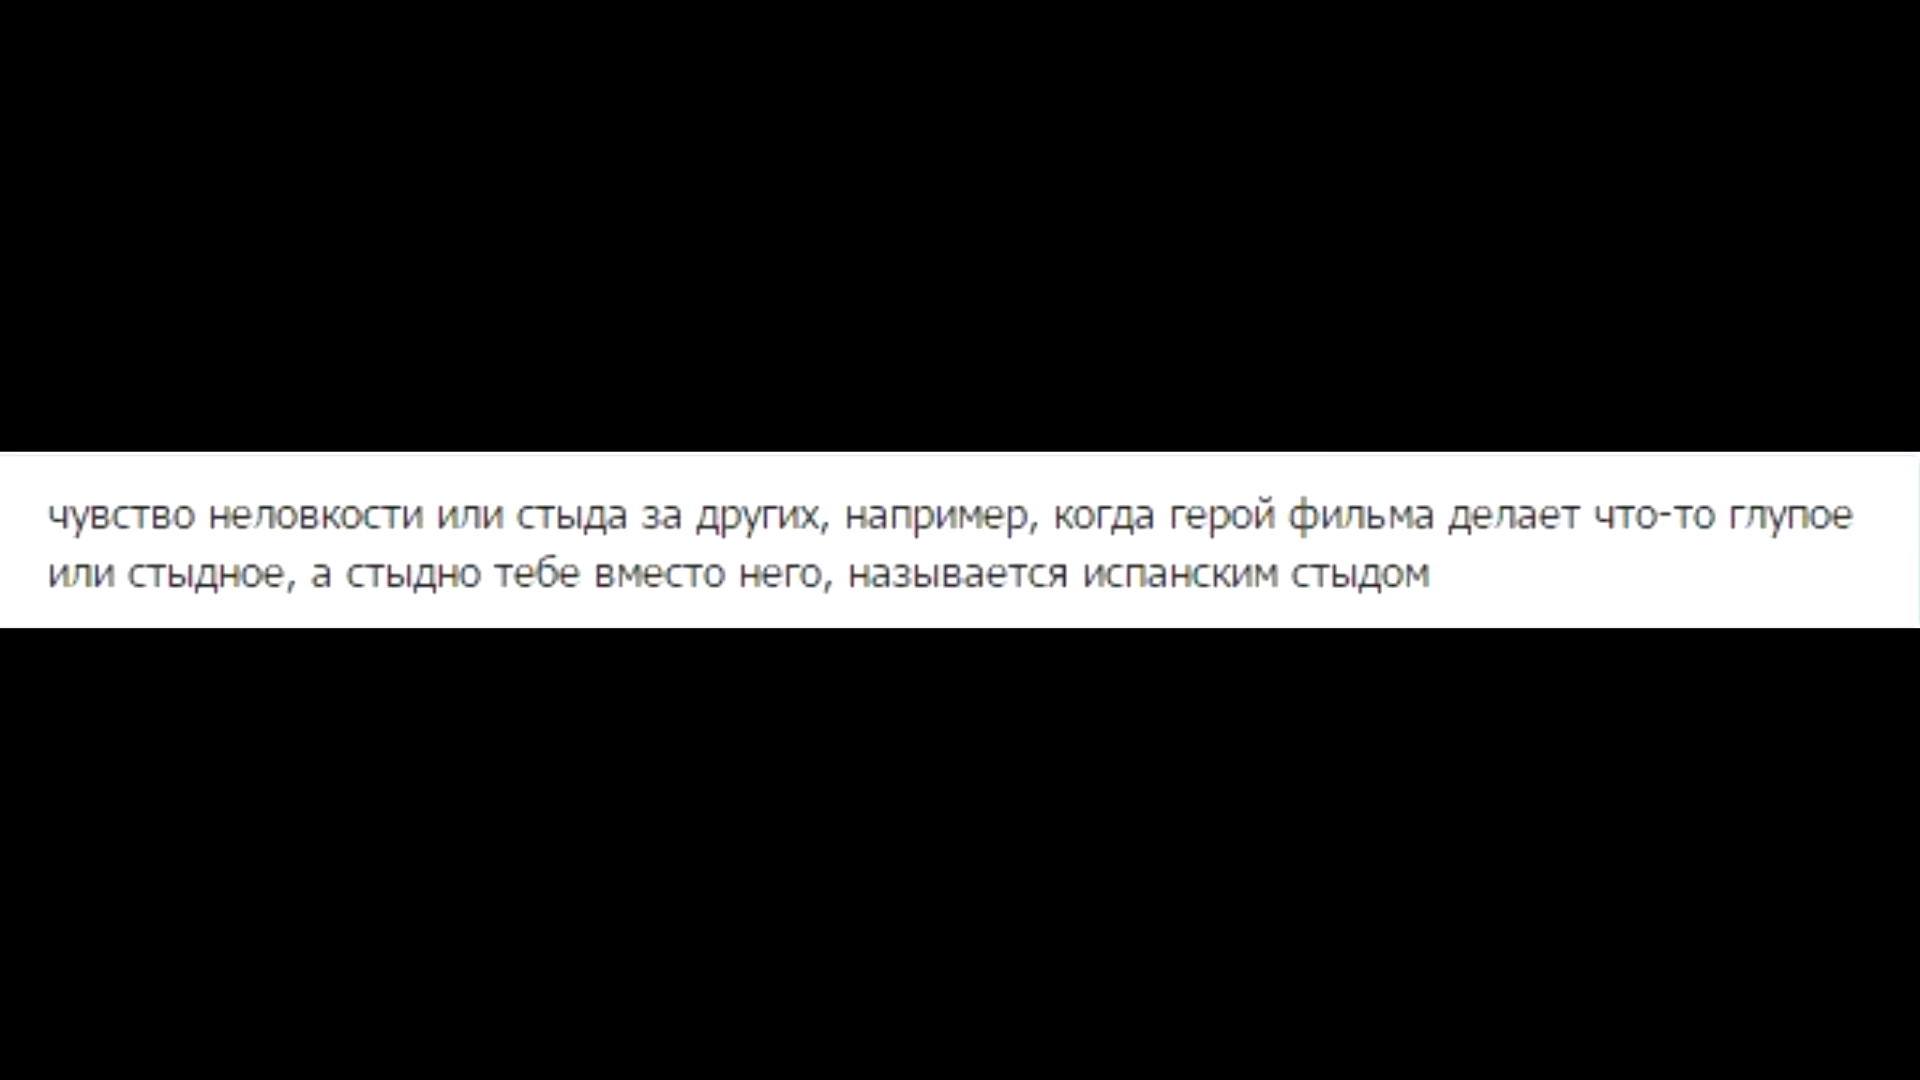 чувство неловкости или стыда за других, например, когда герой фильма делает что-то глупое
или стыдное, а стыдно тебе вместо него, называется испанским стыдом